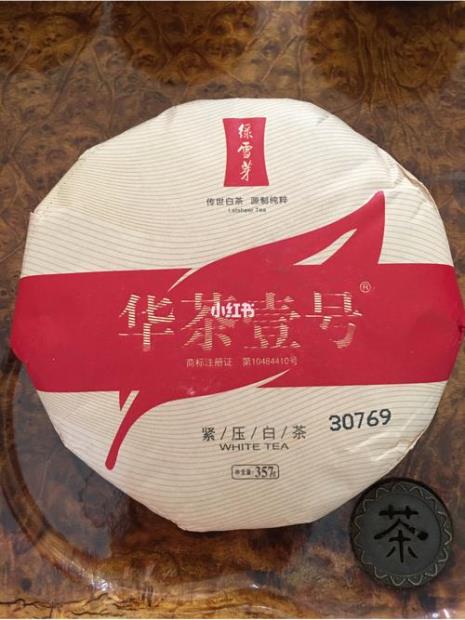 绿雪芽
传世白茶 源制纯粹
Lotsheer Tea
华茶壹号®
小红书
商标注册证 第10484410号
紧/压/白/茶
WHITE TEA
30769
净含量:357g
茶